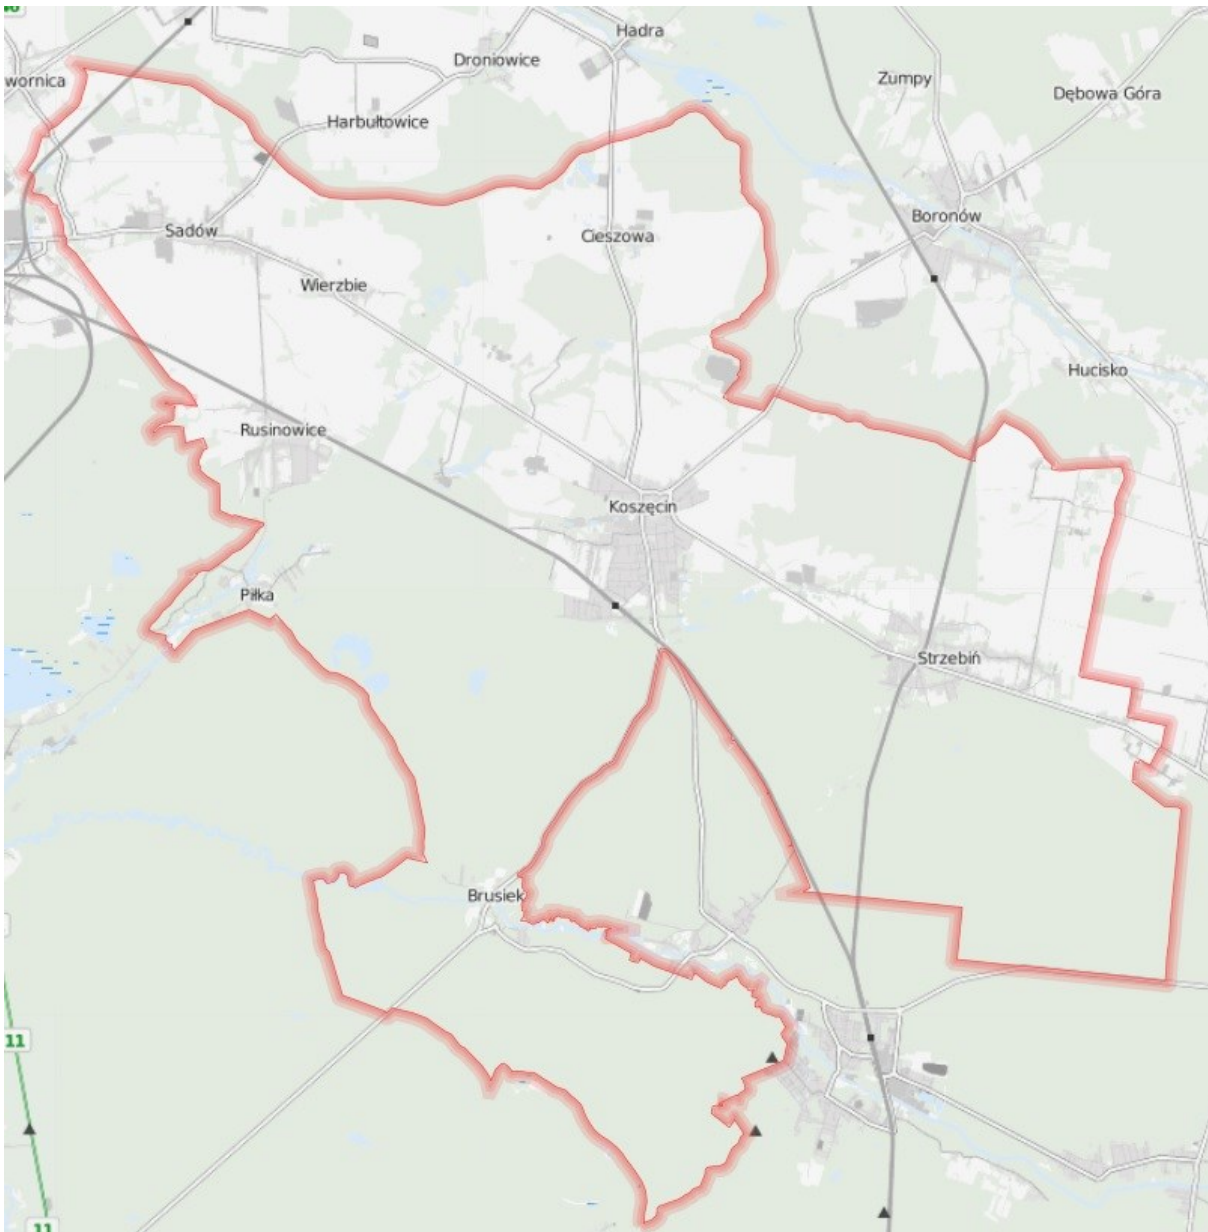 Hadra
Droniowice
wornica
Zumpy
Dębowa Góra
Harbułtowice
Boronów
Sadów
Cieszowa
Wierzbie
Hucisko
Rusinowice
Koszęcin
Piłka
Strzebiń
Brusiek
11
11